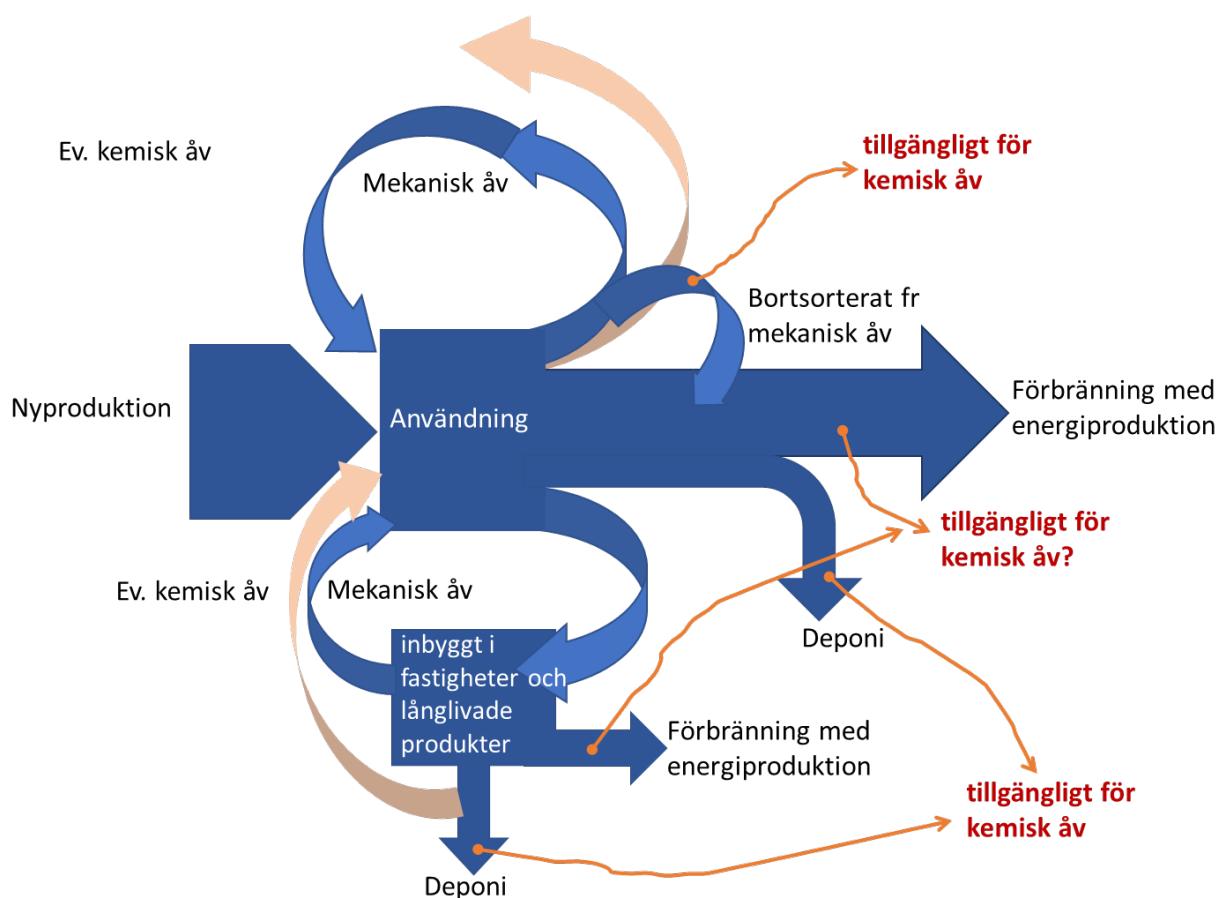 Ev. kemisk åv
Mekanisk åv
tillgängligt för
kemisk åv
Bortsorterat fr
mekanisk åv
Nyproduktion
Användning
Förbränning med
energiproduktion
tillgängligt för
kemisk åv?
Ev. kemisk åv
Mekanisk åv
Deponi
inbyggt i
fastigheter och
långlivade
produkter
Förbränning med
energiproduktion
tillgängligt för
kemisk åv
Deponi